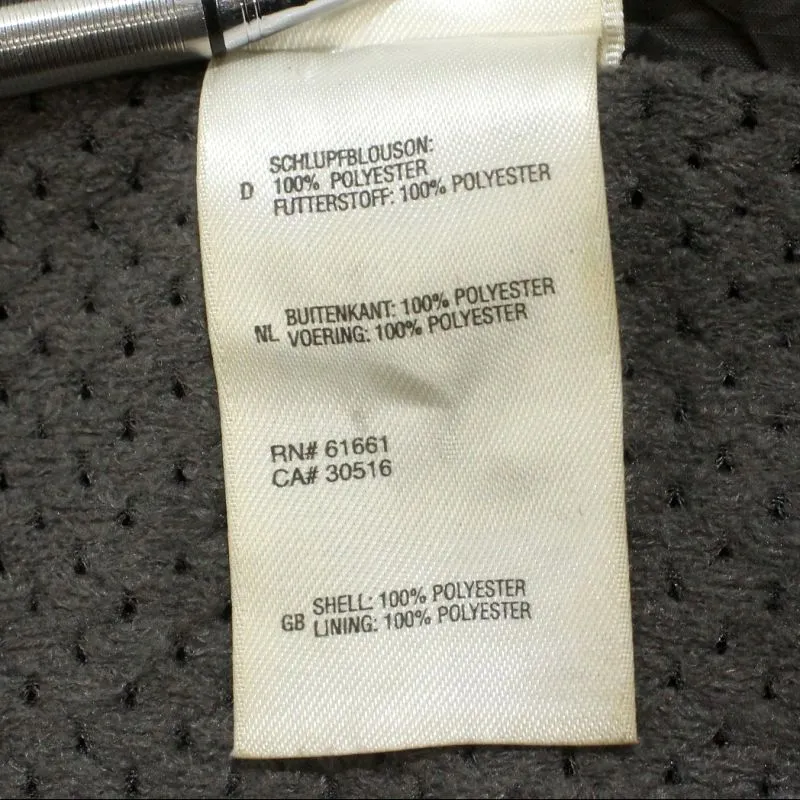 D SCHLUPFBLOUSON:
100% POLYESTER
FUTTERSTOFF: 100% POLYESTER
NL BUITENKANT: 100% POLYESTER
VOERING: 100% POLYESTER
RN# 61661
CA# 30516
GB SHELL: 100% POLYESTER
LINING: 100% POLYESTER